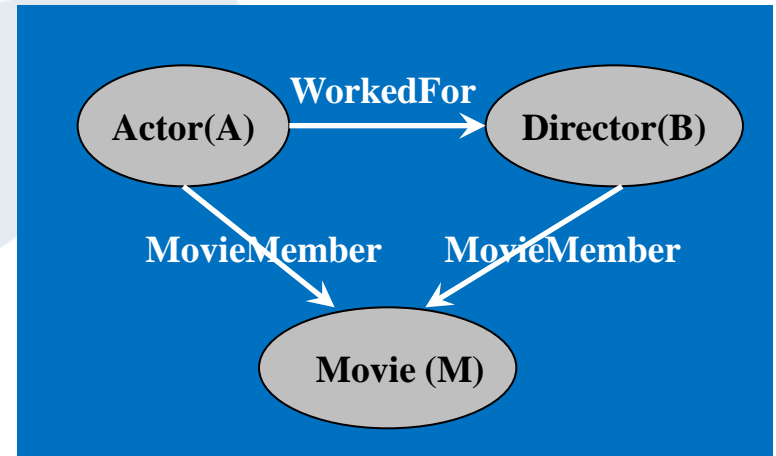 WorkedFor
Actor(A)
Director(B)
MovieMember
MovieMember
Movie (M)